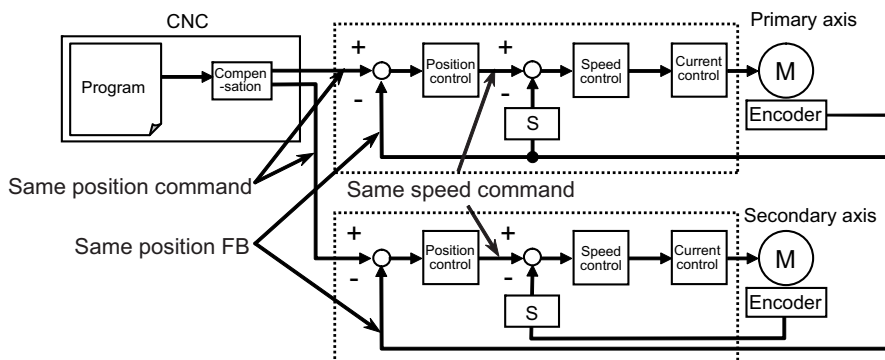 CNC
Program
Compen
-sation
+
-
Position
control
+
-
Speed
control
Current
control
S
Primary axis
M
Encoder
Same position command
Same speed command
Same position FB
+
-
Position
control
+
-
Speed
control
Current
control
S
Secondary axis
M
Encoder